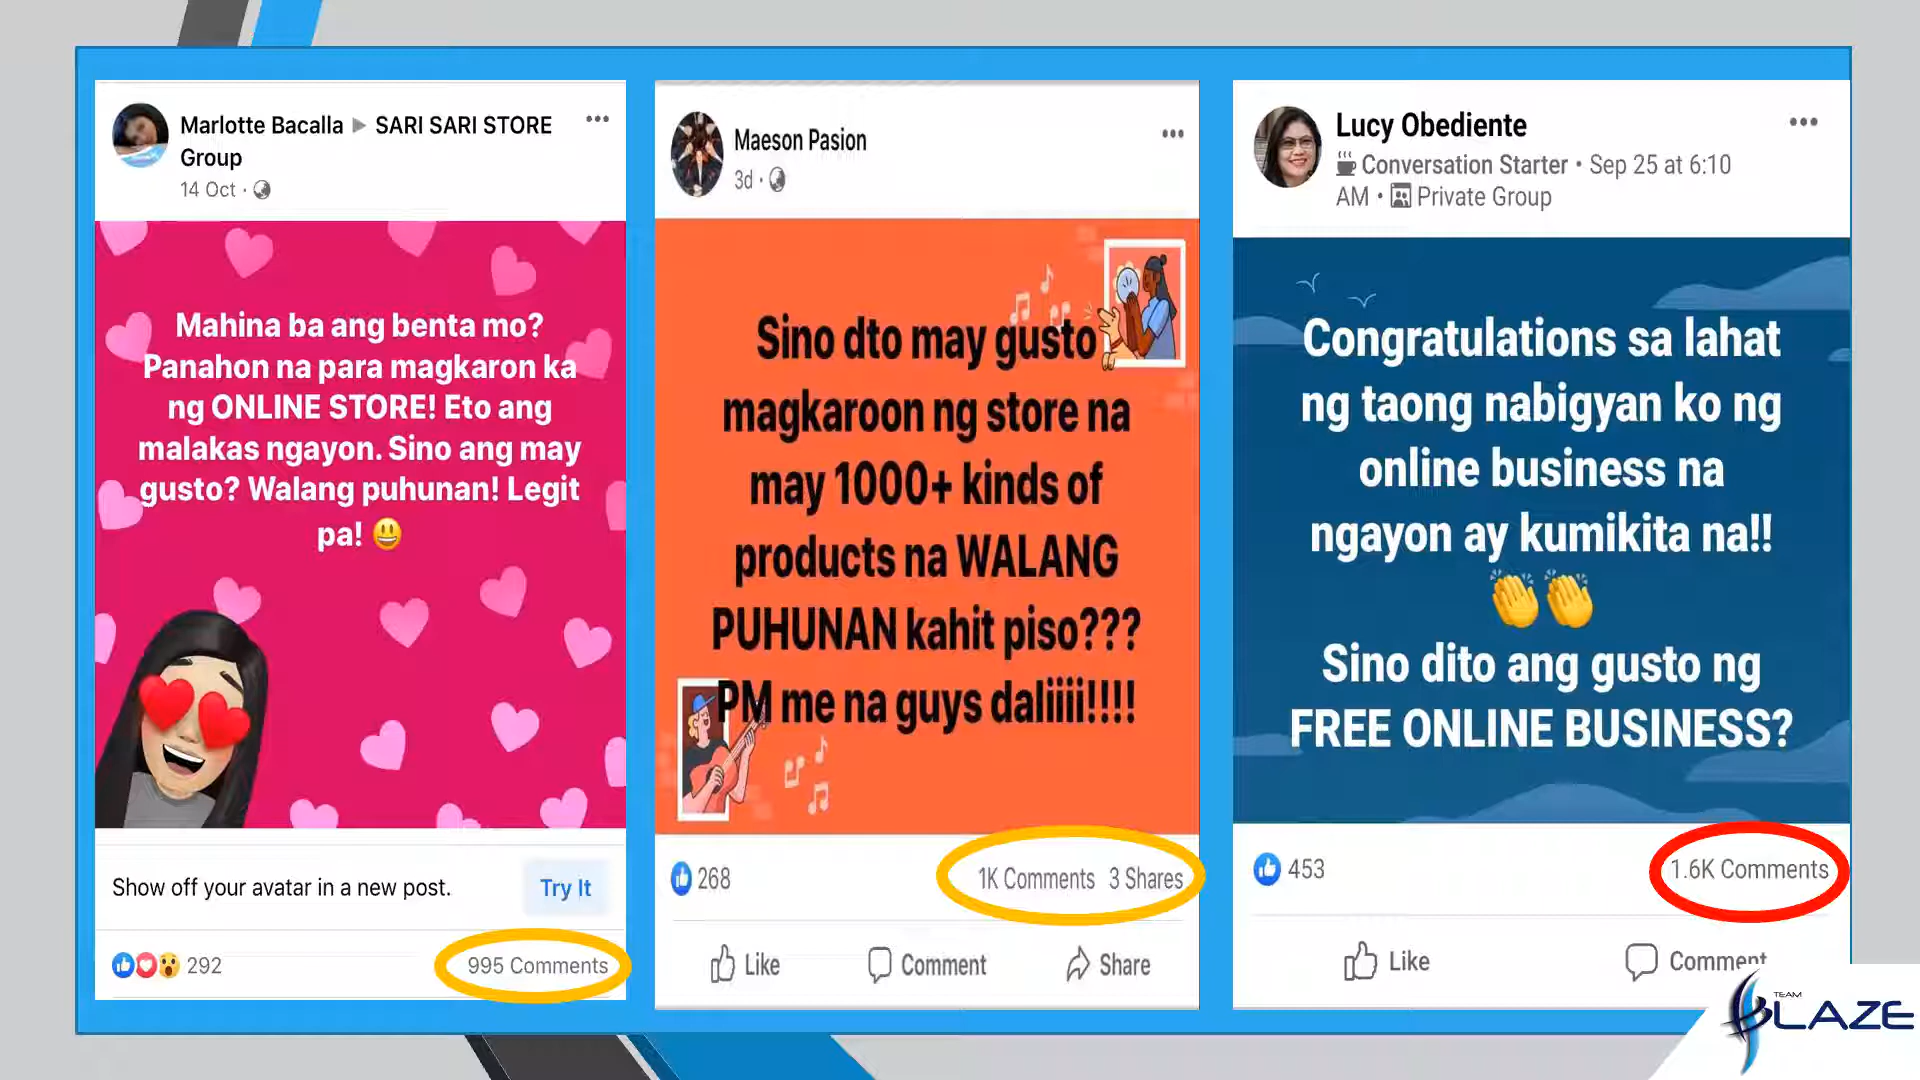 Marlotte Bacalla ▶ SARI SARI STORE
Group
14 Oct ·
Mahina ba ang benta mo?
Panahon na para magkaron ka
ng ONLINE STORE! Eto ang
malakas ngayon. Sino ang may
gusto? Walang puhunan! Legit
pa! 😃
Show off your avatar in a new post.
Try It
292
995 Comments
Maeson Pasion
3d ·
Sino dto may gusto
magkaroon ng store na
may 1000+ kinds of
products na WALANG
PUHUNAN kahit piso???
PM me na guys daliiii!!!!
268
1K Comments 3 Shares
Like
Comment
Share
Lucy Obediente
Conversation Starter • Sep 25 at 6:10
AM • Private Group
Congratulations sa lahat
ng taong nabigyan ko ng
online business na
ngayon ay kumikita na!!
👏👏
Sino dito ang gusto ng
FREE ONLINE BUSINESS?
453
1.6K Comments
Like
Comment
TEAM
BLAZE